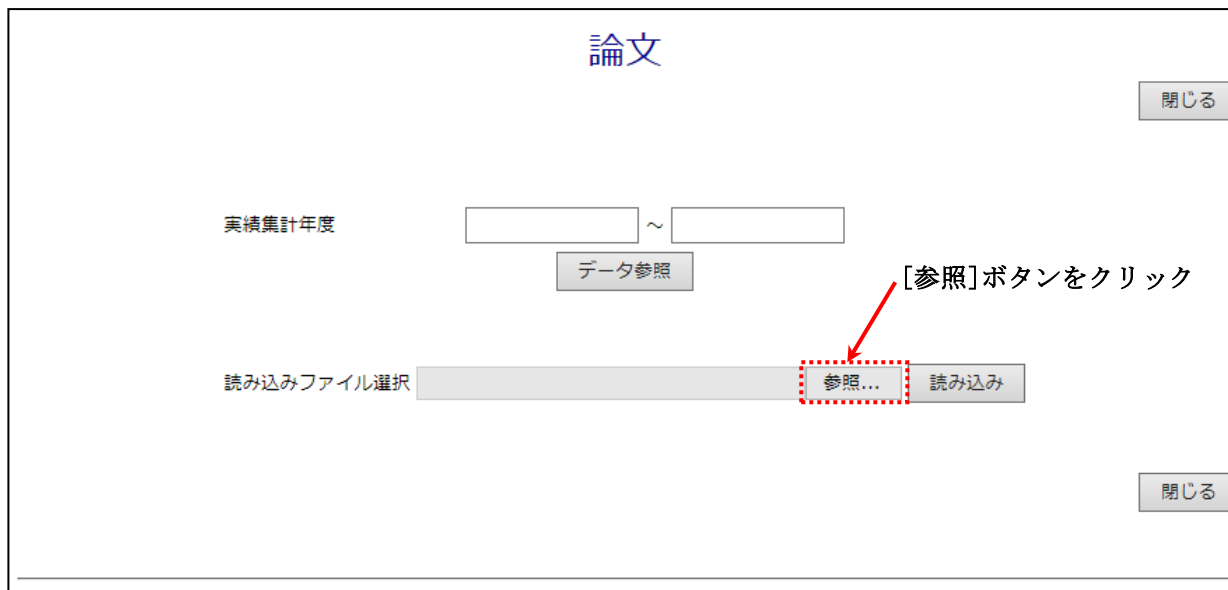 論文
閉じる
実績集計年度 ～
データ参照
[参照]ボタンをクリック
読み込みファイル選択 参照... 読み込み
閉じる